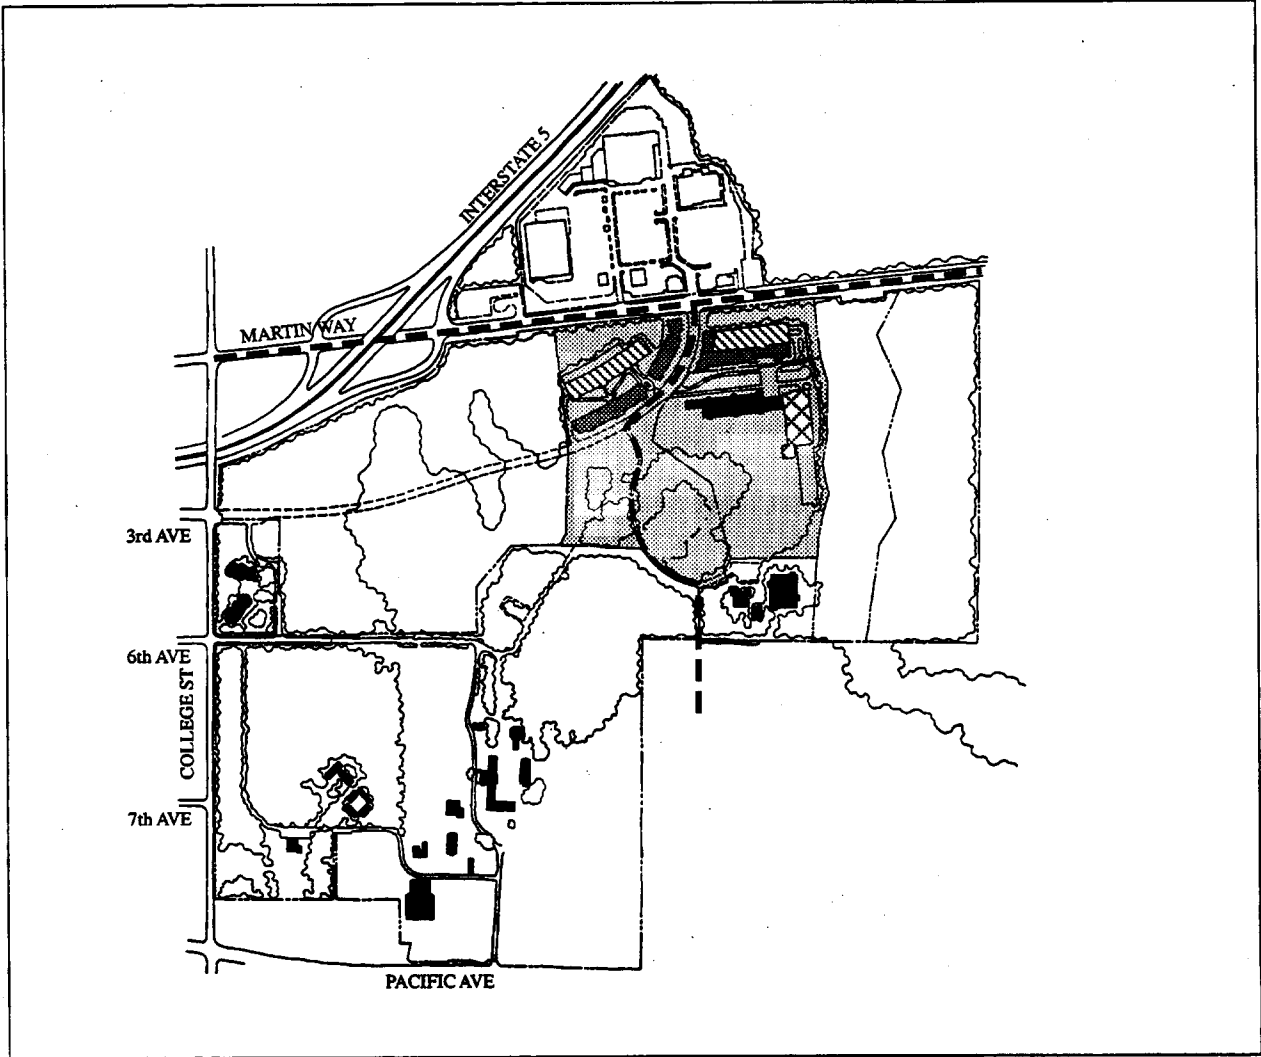 INTERSTATE 5
MARTIN WAY
3rd AVE
6th AVE
COLLEGE ST
7th AVE
PACIFIC AVE